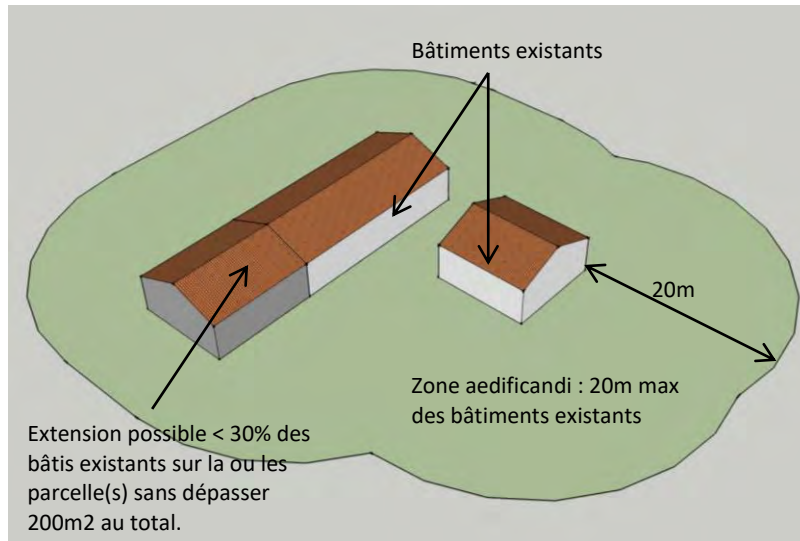 Bâtiments existants
20m
Zone aedificandi : 20m max
des bâtiments existants
Extension possible < 30% des
bâtis existants sur la ou les
parcelle(s) sans dépasser
200m2 au total.